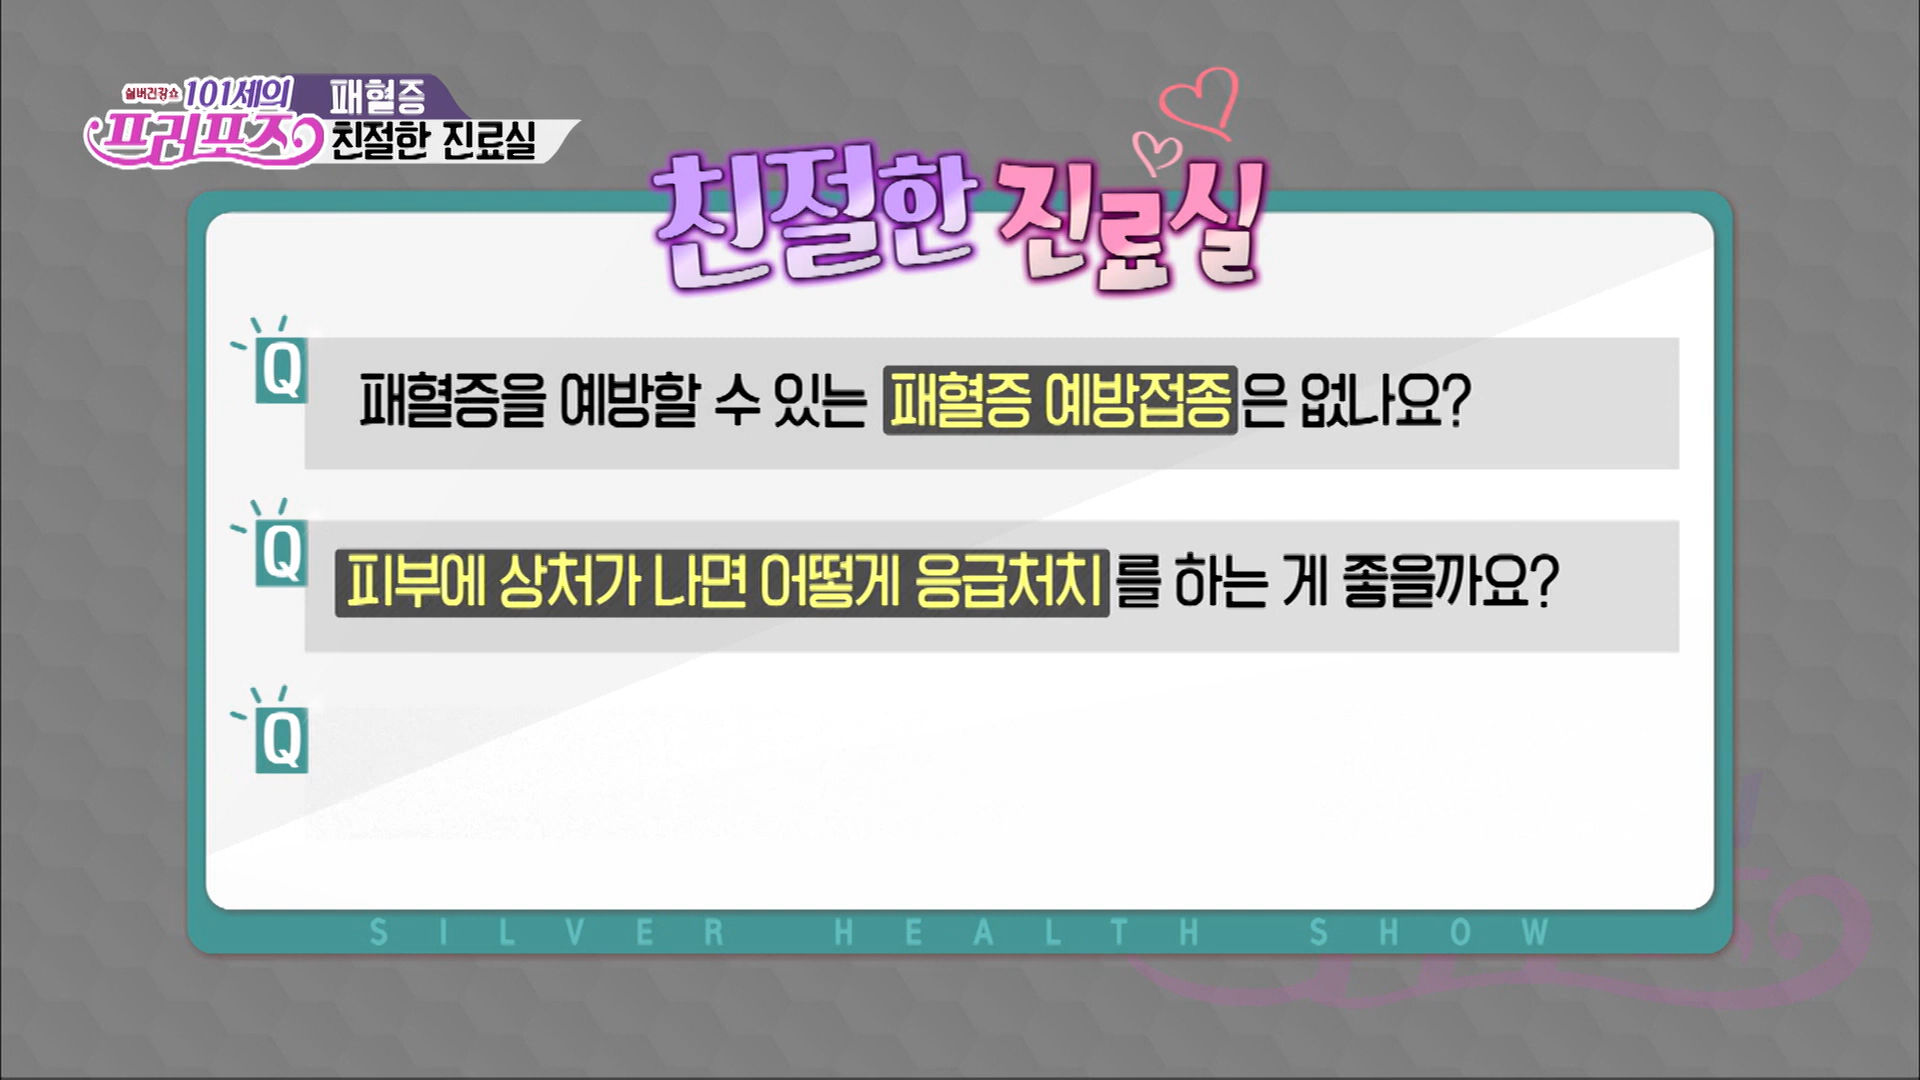 실버건강쇼 101세의 프러포즈
패혈증
친절한 진료실
친절한 진료실
Q 패혈증을 예방할 수 있는 패혈증 예방접종은 없나요?
Q 피부에 상처가 나면 어떻게 응급처치를 하는 게 좋을까요?
Q
SILVER HEALTH SHOW